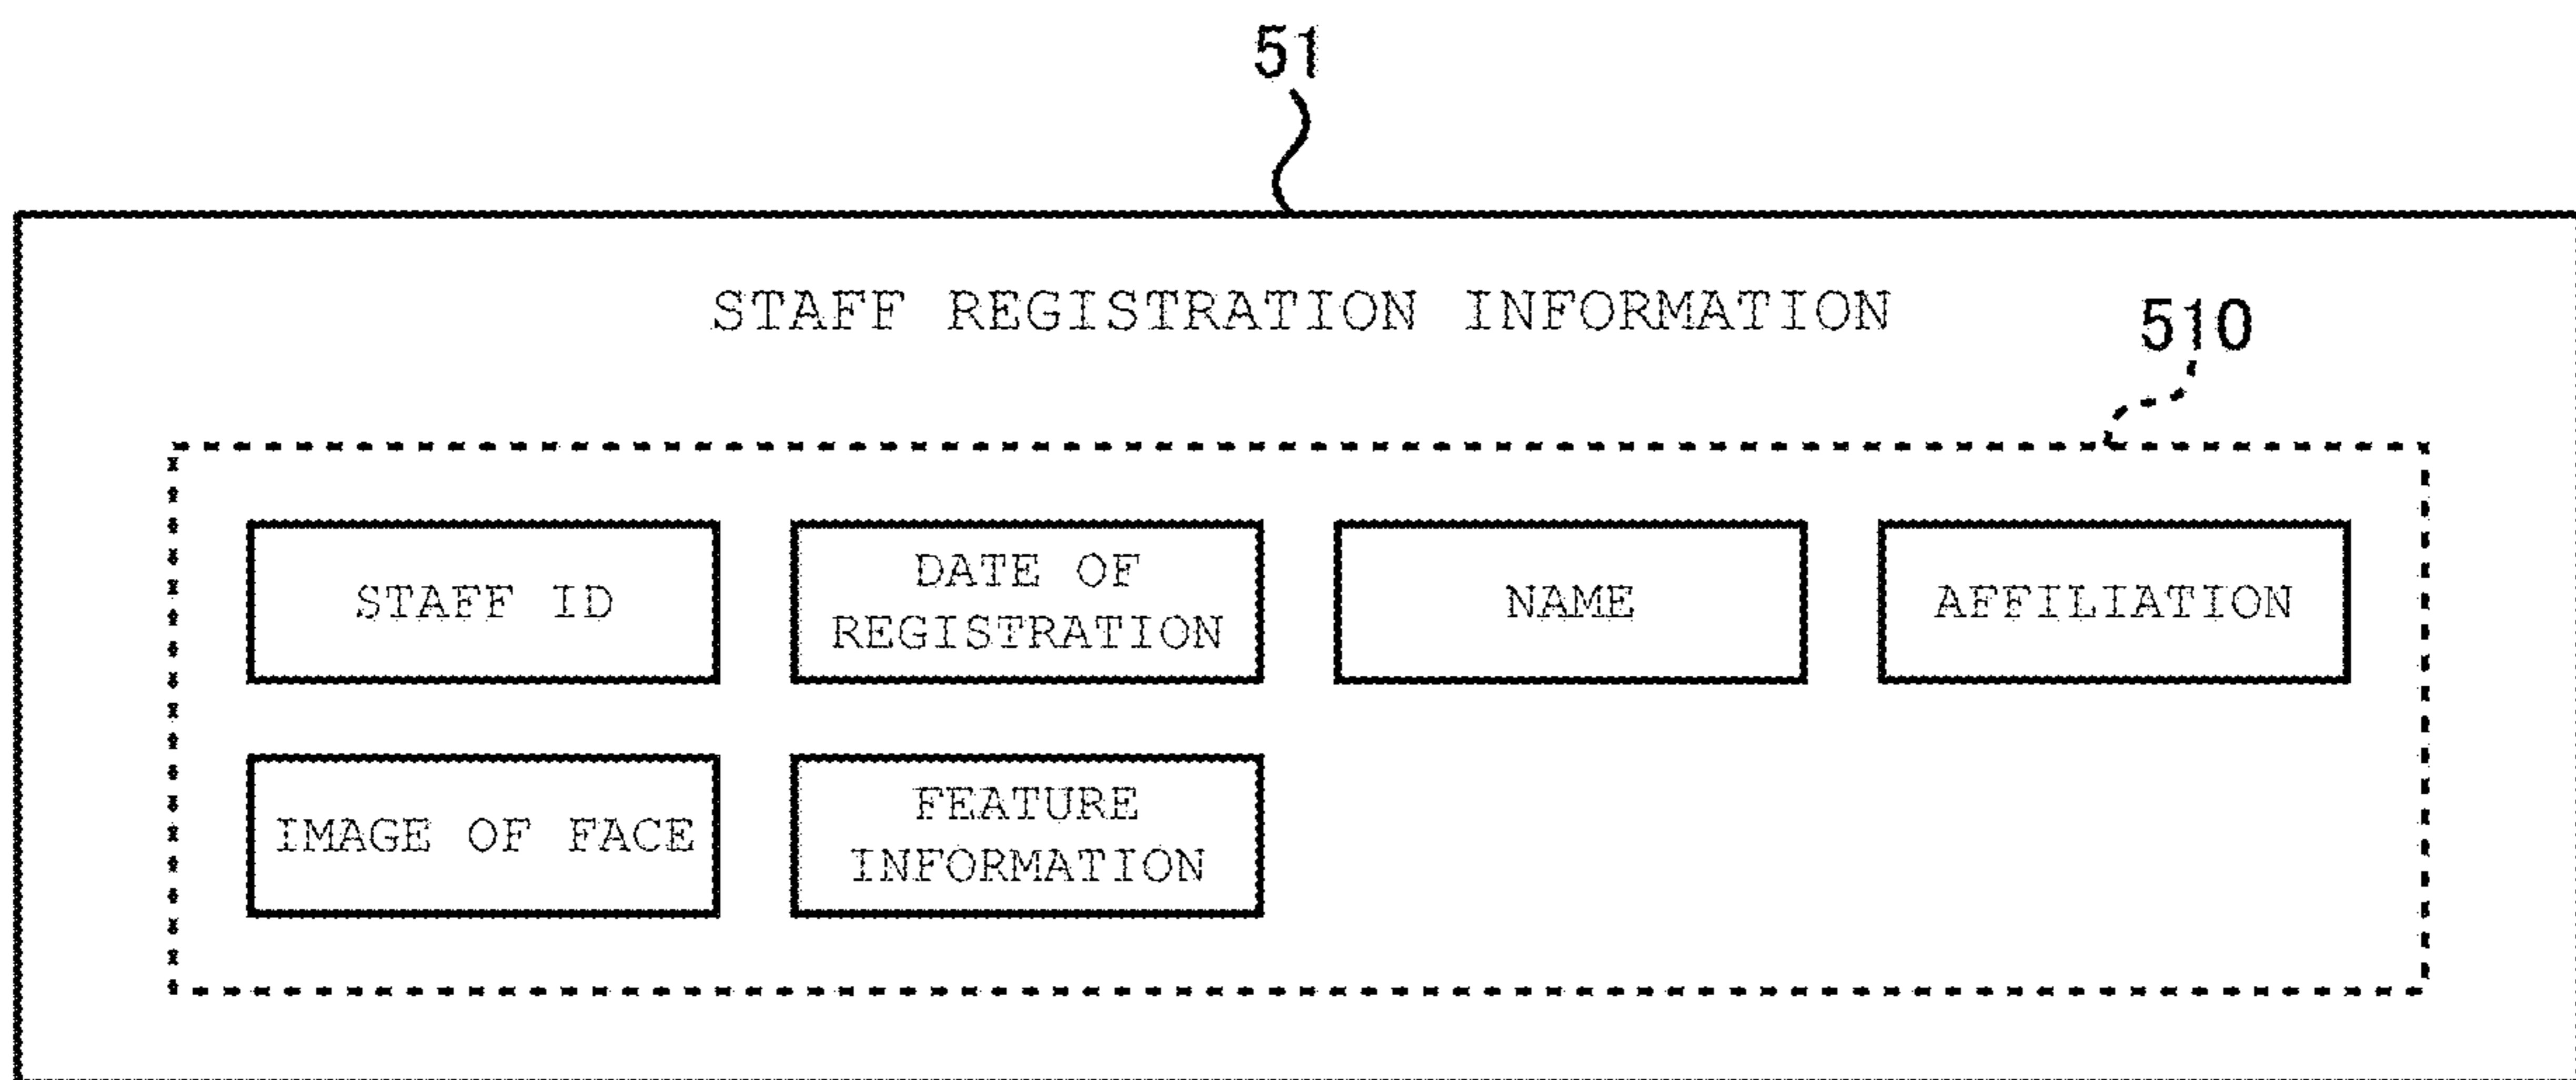 51
STAFF REGISTRATION INFORMATION
510
STAFF ID
DATE OF
REGISTRATION
NAME
AFFILIATION
IMAGE OF FACE
FEATURE
INFORMATION